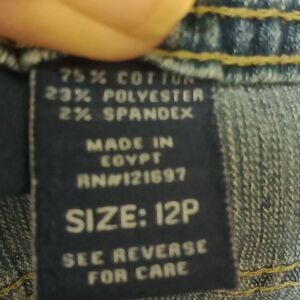 75% COTTON
23% POLYESTER
2% SPANDEX
MADE IN
EGYPT
RN#121697
SIZE: 12P
SEE REVERSE
FOR CARE